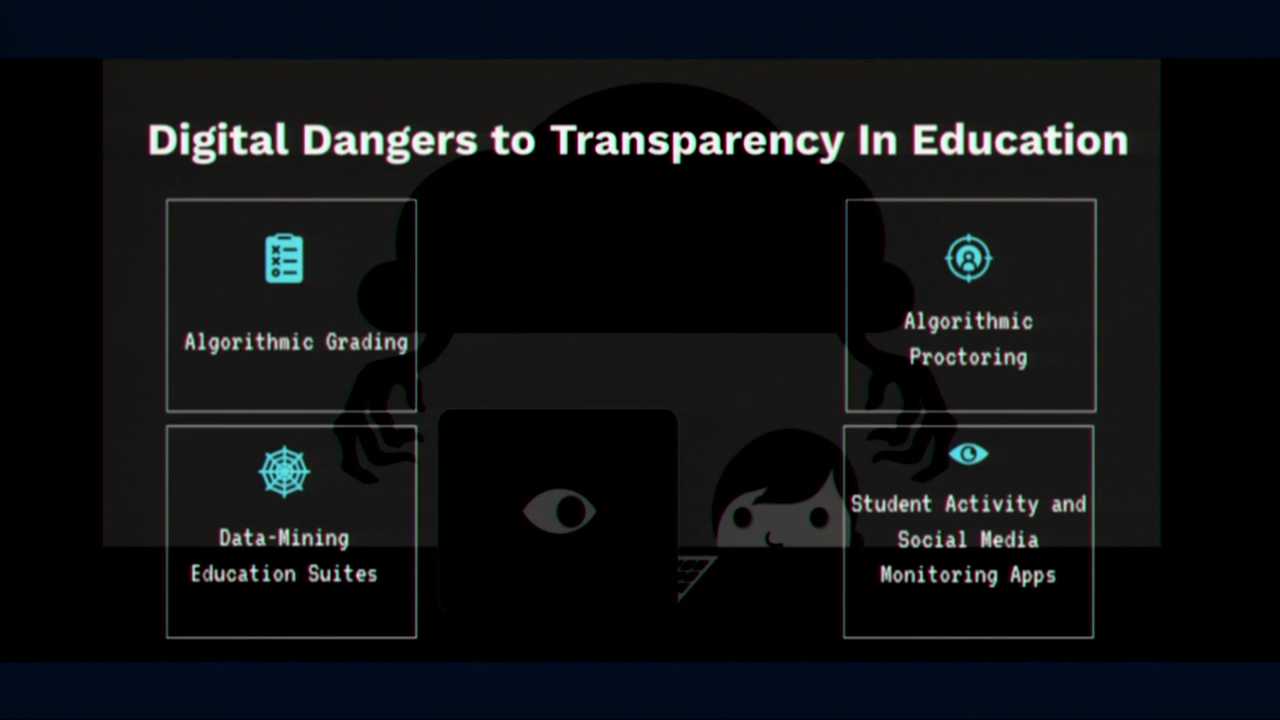 Digital Dangers to Transparency In Education
Algorithmic Grading
Algorithmic
Proctoring
Data-Mining
Education Suites
Student Activity and
Social Media
Monitoring Apps